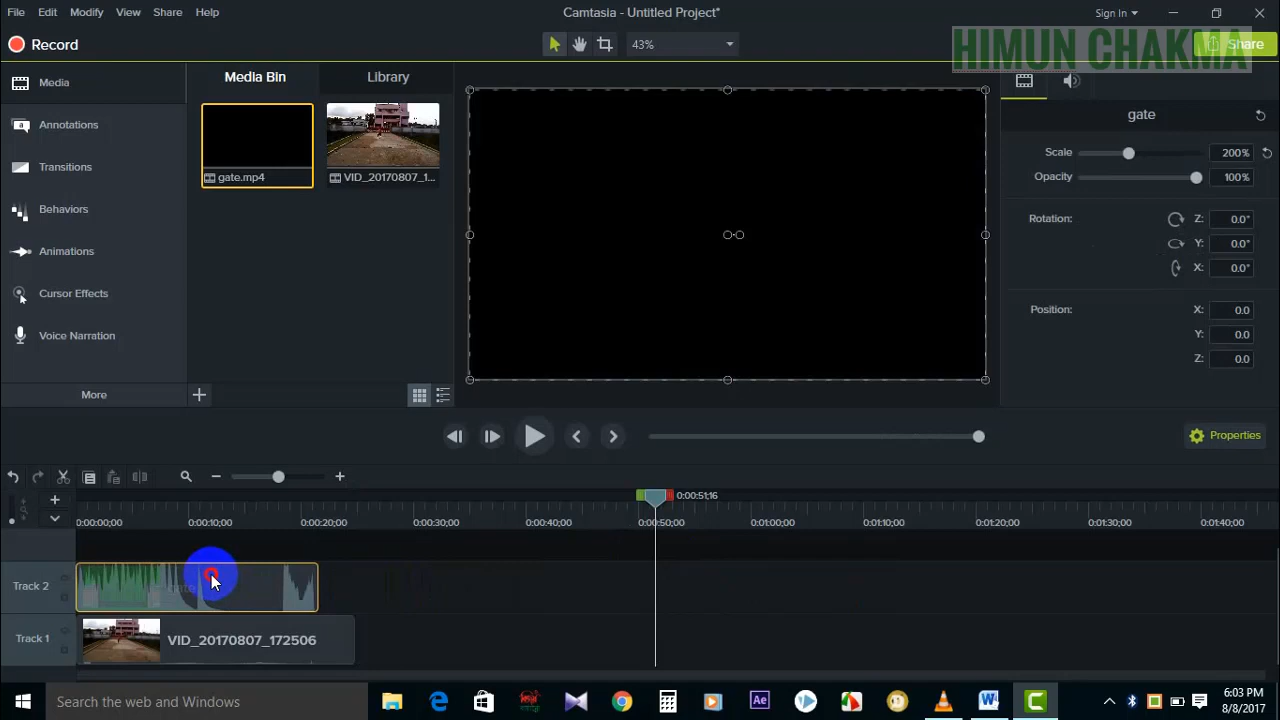 File Edit Modify View Share Help
Camtasia - Untitled Project*
Sign In
Record
43%
Share
HIMUN CHAKMA
Media
Annotations
Transitions
Behaviors
Animations
Cursor Effects
Voice Narration
More
Media Bin
Library
gate.mp4
VID_20170807_1...
gate
Scale 200%
Opacity 100%
Rotation: Z: 0.0°
Y: 0.0°
X: 0.0°
Position: X: 0.0
Y: 0.0
Z: 0.0
Properties
0:00:51;16
0:00:00;00 0:00:10;00 0:00:20;00 0:00:30;00 0:00:40;00 0:00:50;00 0:01:00;00 0:01:10;00 0:01:20;00 0:01:30;00 0:01:40;00
Track 2
Track 1
VID_20170807_172506
Search the web and Windows
Ae
6:03 PM
8/8/2017